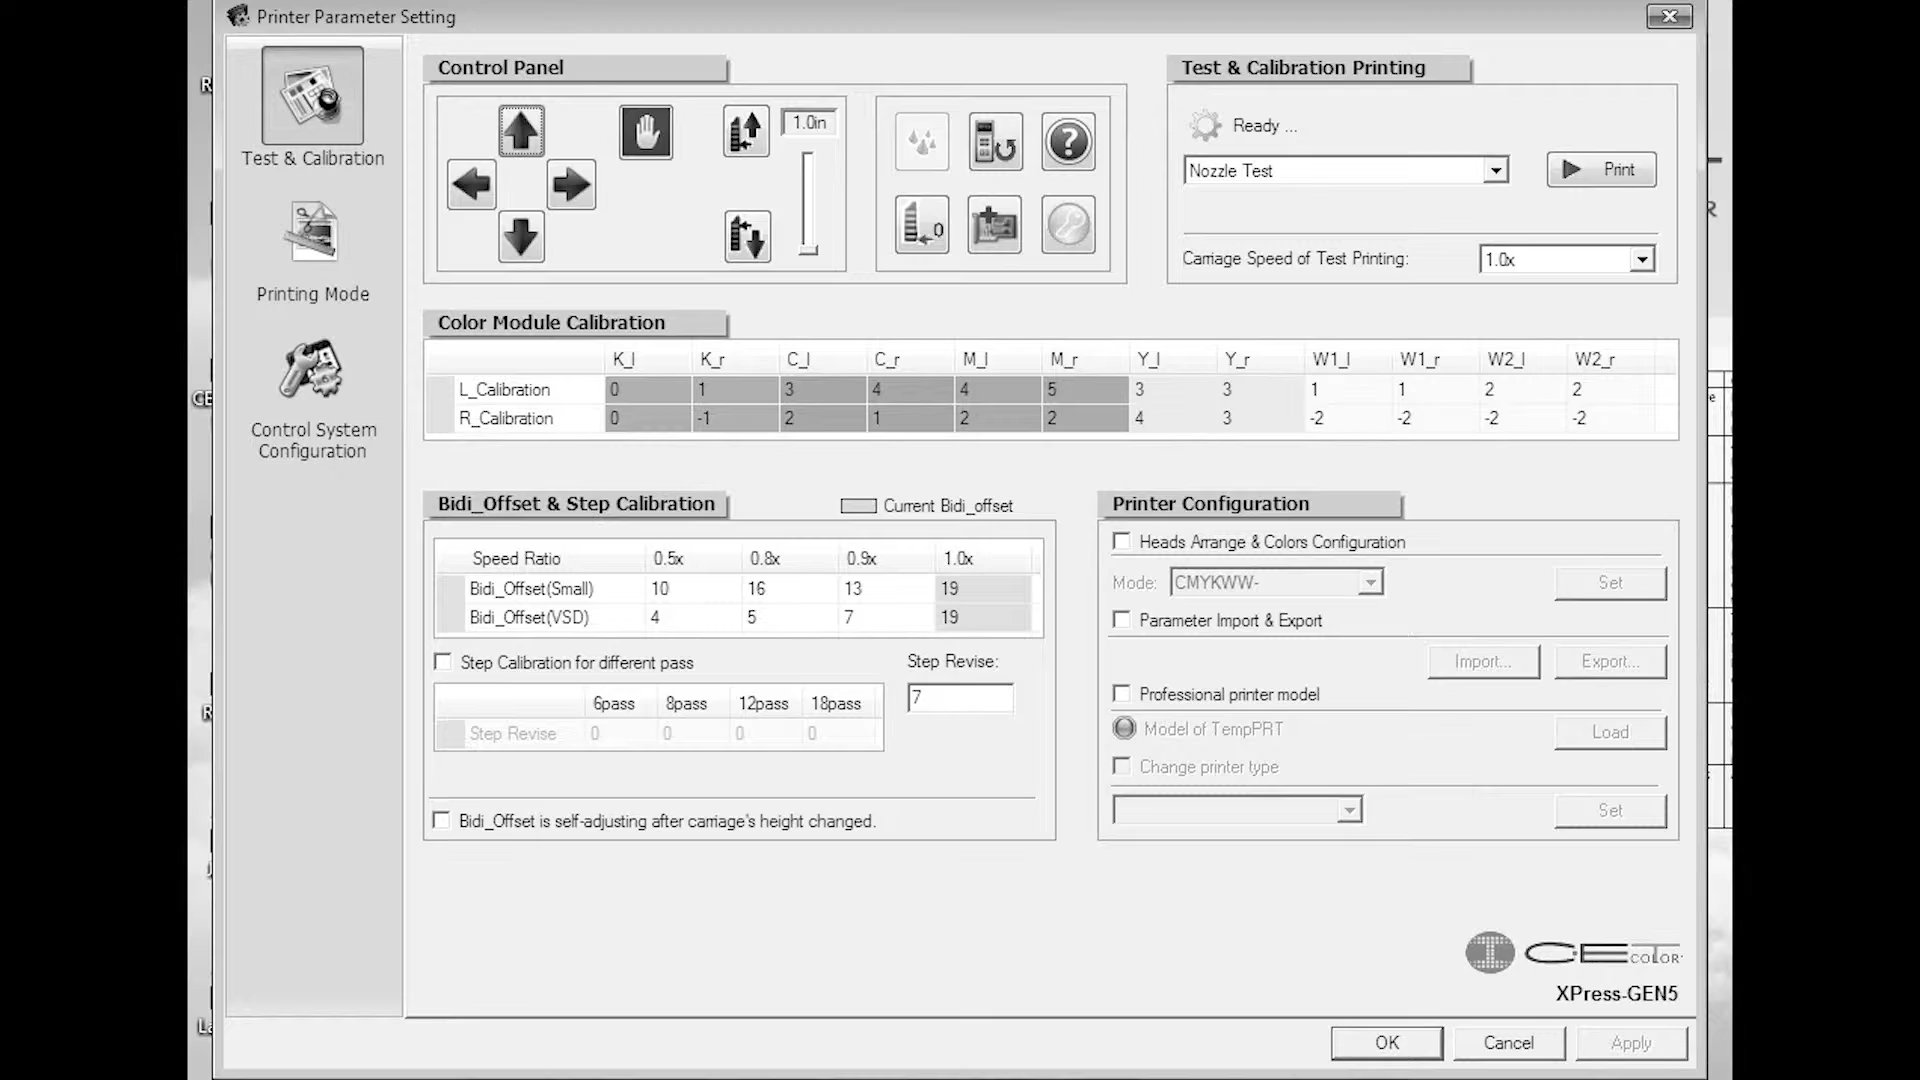 Printer Parameter Setting
Test & Calibration
Printing Mode
Control System
Configuration
Control Panel
1.0in
0
Test & Calibration Printing
Ready ...
Nozzle Test
Print
Carriage Speed of Test Printing:
1.0x
Color Module Calibration
K_l K_r C_l C_r M_l M_r Y_l Y_r W1_l W1_r W2_l W2_r
L_Calibration 0 1 3 4 4 5 3 3 1 1 2 2
R_Calibration 0 -1 2 1 2 2 4 3 -2 -2 -2 -2
Bidi_Offset & Step Calibration
Current Bidi_offset
Speed Ratio 0.5x 0.8x 0.9x 1.0x
Bidi_Offset(Small) 10 16 13 19
Bidi_Offset(VSD) 4 5 7 19
Step Calibration for different pass
Step Revise:
7
6pass 8pass 12pass 18pass
Step Revise 0 0 0 0
Bidi_Offset is self-adjusting after carriage's height changed.
Printer Configuration
Heads Arrange & Colors Configuration
Mode: CMYKWW-
Set
Parameter Import & Export
Import...
Export...
Professional printer model
Model of TempPRT
Load
Change printer type
Set
CET COLOR
XPress-GEN5
OK
Cancel
Apply